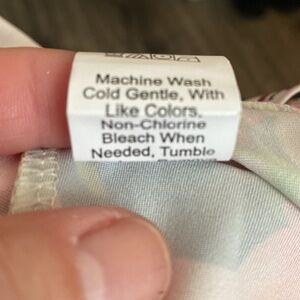 Machine Wash
Cold Gentle, With
Like Colors.
Non-Chlorine
Bleach When
Needed, Tumble